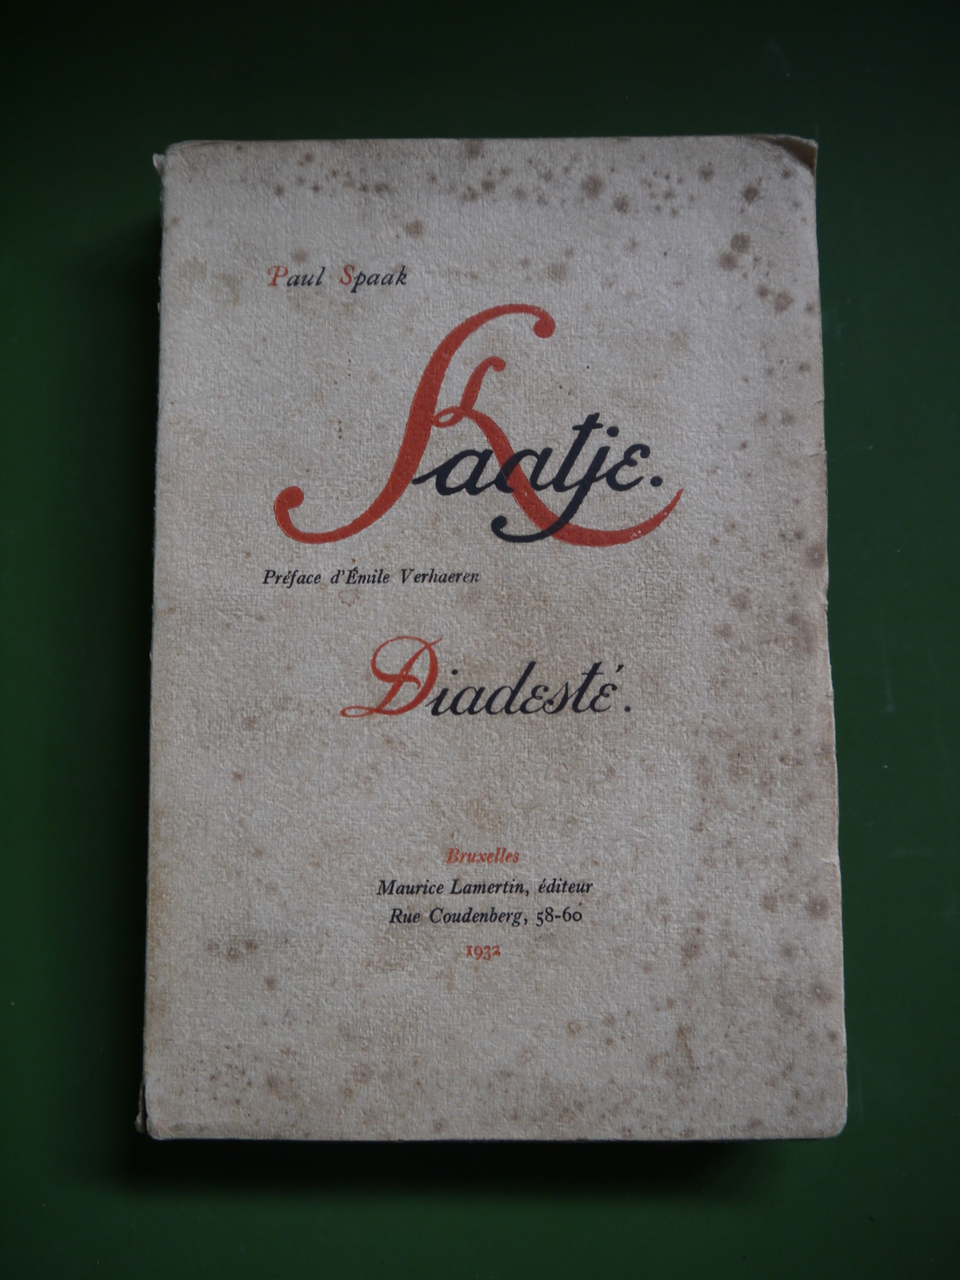 Paul Spaak
Kaatje.
Préface d'Émile Verhaeren
Diadesté.
Bruxelles
Maurice Lamertin, éditeur
Rue Coudenberg, 58-60
1932